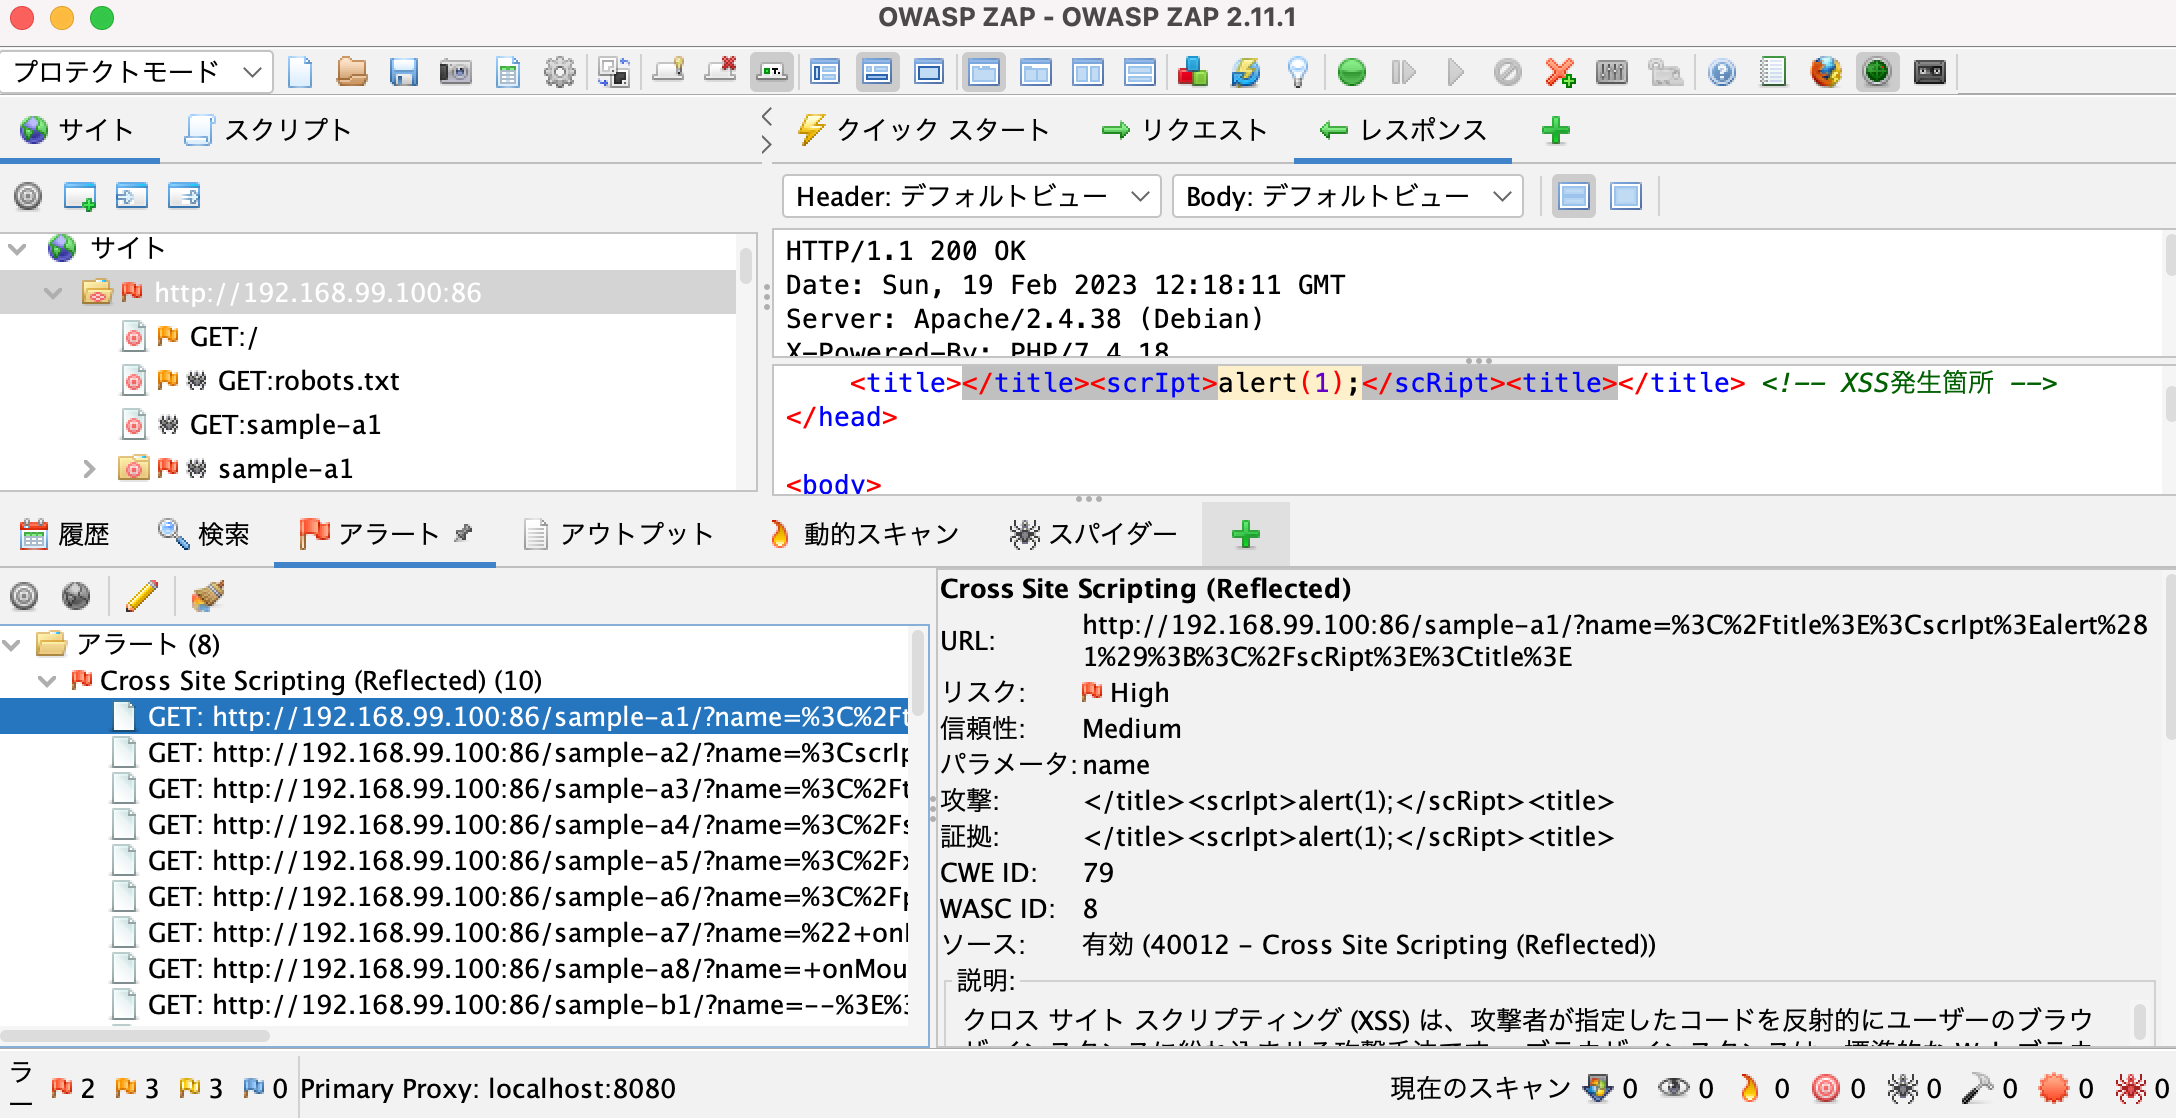 OWASP ZAP - OWASP ZAP 2.11.1
プロテクトモード
サイト スクリプト
クイック スタート リクエスト レスポンス
Header: デフォルトビュー Body: デフォルトビュー
サイト
http://192.168.99.100:86
GET:/
GET:robots.txt
GET:sample-a1
sample-a1
HTTP/1.1 200 OK
Date: Sun, 19 Feb 2023 12:18:11 GMT
Server: Apache/2.4.38 (Debian)
X-Powered-By: PHP/7.4.18
<title></title><scrIpt>alert(1);</scRipt><title></title> <!-- XSS発生箇所 -->
</head>
<body>
履歴 検索 アラート アウトプット 動的スキャン スパイダー
アラート (8)
Cross Site Scripting (Reflected) (10)
GET: http://192.168.99.100:86/sample-a1/?name=%3C%2Ft
GET: http://192.168.99.100:86/sample-a2/?name=%3CscrIp
GET: http://192.168.99.100:86/sample-a3/?name=%3C%2Ft
GET: http://192.168.99.100:86/sample-a4/?name=%3C%2Fs
GET: http://192.168.99.100:86/sample-a5/?name=%3C%2Fx
GET: http://192.168.99.100:86/sample-a6/?name=%3C%2Fp
GET: http://192.168.99.100:86/sample-a7/?name=%22+on
GET: http://192.168.99.100:86/sample-a8/?name=+onMou
GET: http://192.168.99.100:86/sample-b1/?name=--%3E%3
Cross Site Scripting (Reflected)
URL: http://192.168.99.100:86/sample-a1/?name=%3C%2Ftitle%3E%3CscrIpt%3Ealert%28
1%29%3B%3C%2FscRipt%3E%3Ctitle%3E
リスク: High
信頼性: Medium
パラメータ: name
攻撃: </title><scrIpt>alert(1);</scRipt><title>
証拠: </title><scrIpt>alert(1);</scRipt><title>
CWE ID: 79
WASC ID: 8
ソース: 有効 (40012 - Cross Site Scripting (Reflected))
説明:
クロス サイト スクリプティング (XSS) は、攻撃者が指定したコードを反射的にユーザーのブラウ
ラ
2 3 3 0 Primary Proxy: localhost:8080
現在のスキャン 0 0 0 0 0 0 0 0